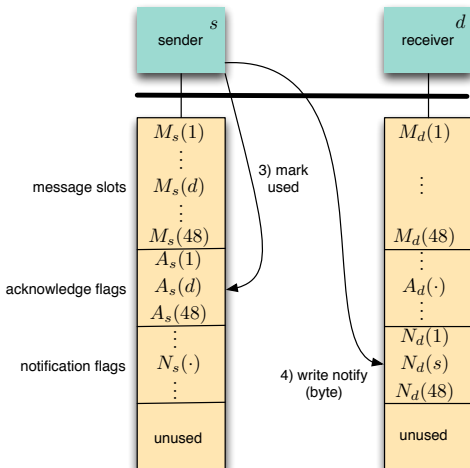 s
sender
d
receiver
M_s(1)
⋮
M_s(d)
⋮
M_s(48)
A_s(1)
A_s(d)
A_s(48)
⋮
N_s(·)
⋮
unused
message slots
acknowledge flags
notification flags
3) mark
used
4) write notify
(byte)
M_d(1)
⋮
M_d(48)
⋮
A_d(·)
⋮
N_d(1)
N_d(s)
N_d(48)
unused